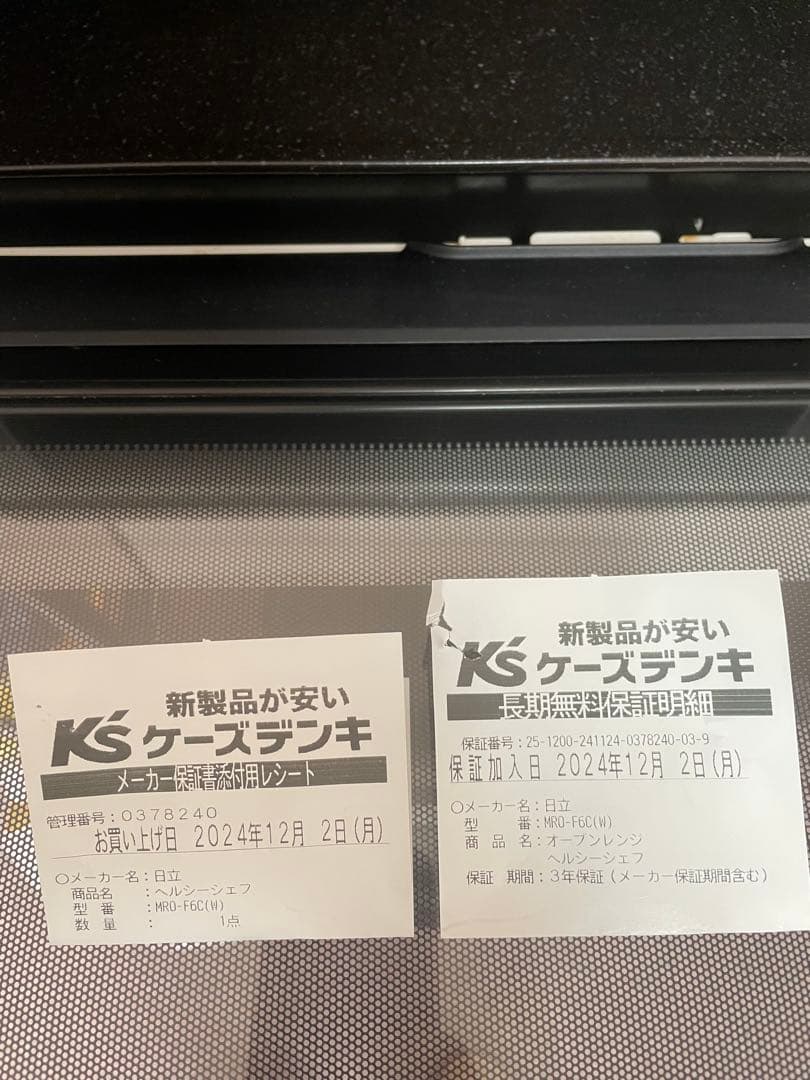 新製品が安い
K's ケーズデンキ
メーカー保証書添付用レシート
管理番号：0378240
お買い上げ日 2024年12月 2日(月)
○メーカー名：日立
商品名 ：ヘルシーシェフ
型 番 ：MRO-F6C(W)
数 量 ： 1点
新製品が安い
K's ケーズデンキ
長期無料保証明細
保証番号：25-1200-241124-0378240-03-9
保証加入日 2024年12月 2日(月)
○メーカー名：日立
型 番：MRO-F6C(W)
商 品 名：オーブンレンジ
ヘルシーシェフ
保証 期間：3年保証(メーカー保証期間含む)